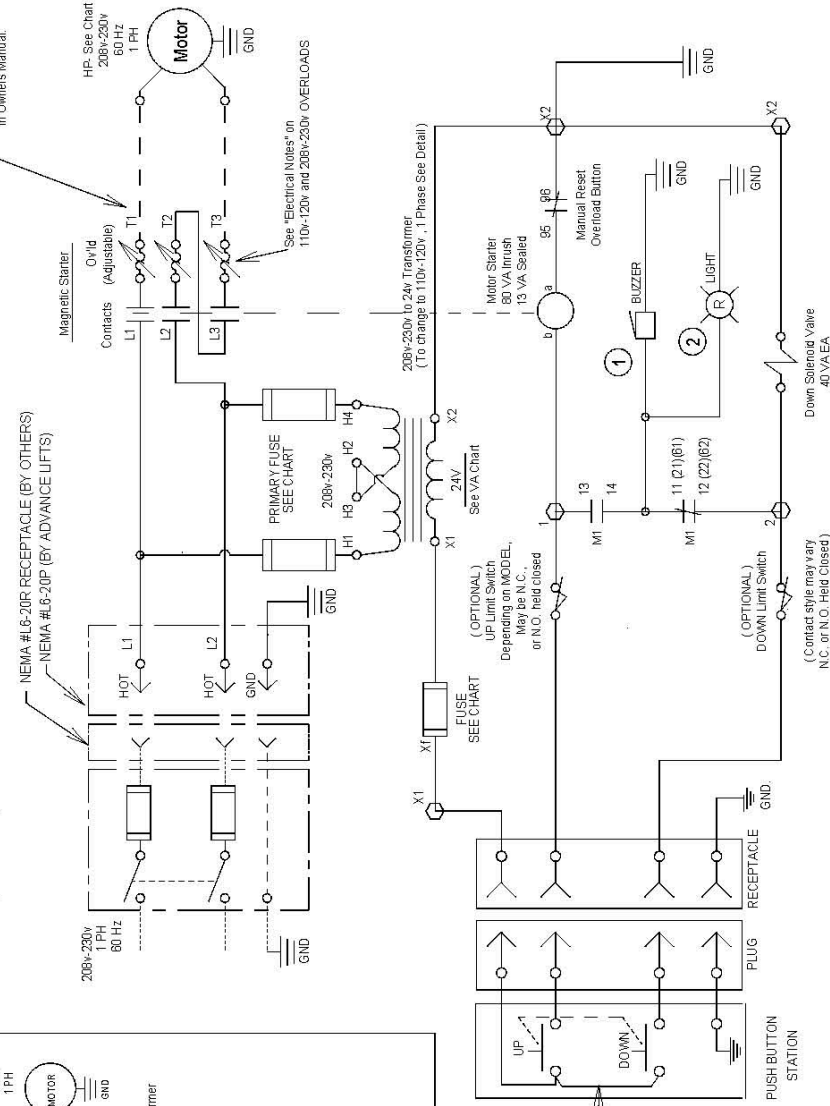 in Owners Manual.
HP- See Chart
208v-230v
60 Hz
1 PH
Motor
GND
Magnetic Starter
Ov'ld
(Adjustable)
Contacts
T1
T2
T3
L1
L2
L3
See "Electrical Notes" on
110v-120v and 208v-230v OVERLOADS
NEMA #L6-20R RECEPTACLE (BY OTHERS)
NEMA #L6-20P (BY ADVANCE LIFTS)
HOT
L1
HOT
L2
GND
GND
208v-230v
1 PH
60 Hz
GND
PRIMARY FUSE
SEE CHART
208v-230v
H1
H3
H2
H4
208v-230v to 24v Transformer
( To change to 110v-120v , 1 Phase See Detail )
X1
X2
24V
See VA Chart
X1
Xf
FUSE
SEE CHART
( OPTIONAL )
UP Limit Switch
Depending on MODEL,
May be N.C.,
or N.O. held closed
1
M1
13
14
M1
11 (21)(61)
12 (22)(62)
2
Motor Starter
80 VA Inrush
13 VA Sealed
b
a
95
96
Manual Reset
Overload Button
X2
GND
1
BUZZER
GND
2
R
LIGHT
GND
X2
Down Solenoid Valve
40 VA EA
( OPTIONAL )
DOWN Limit Switch
(Contact style may vary
N.C. or N.O. Held Closed )
GND.
RECEPTACLE
PLUG
UP
DOWN
PUSH BUTTON
STATION
1 PH
MOTOR
GND
rmer